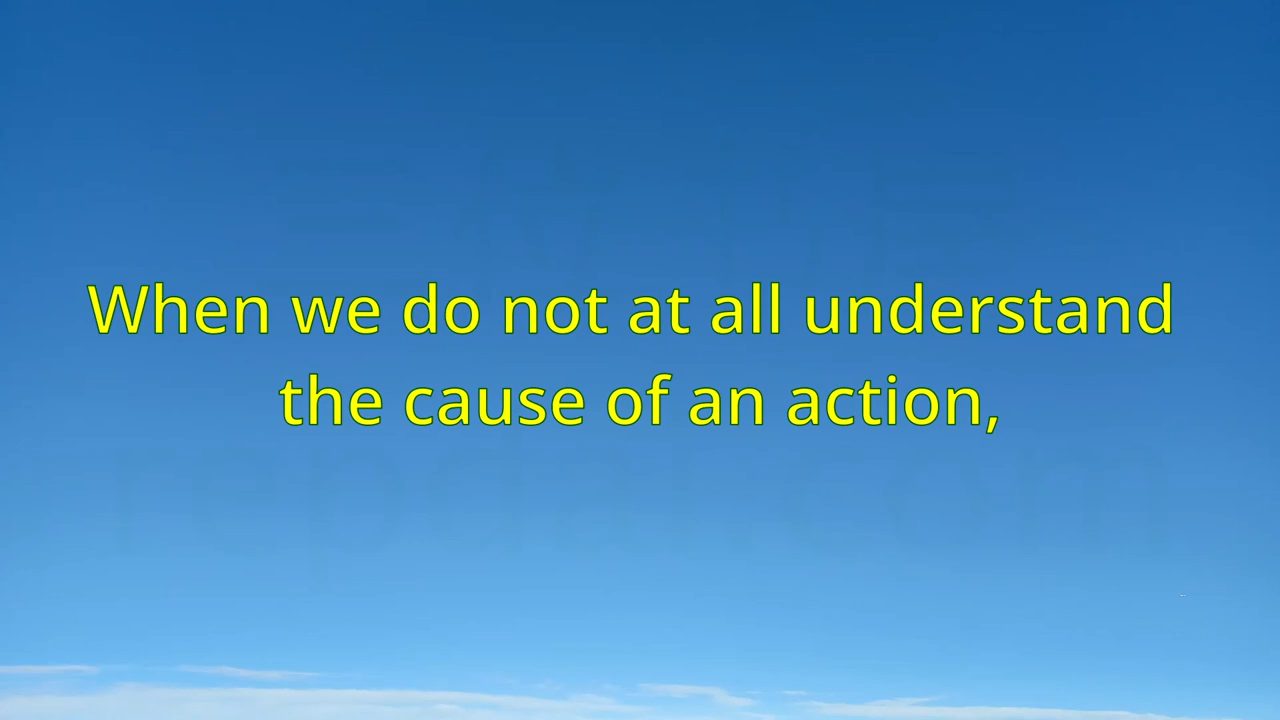 When we do not at all understand
the cause of an action,